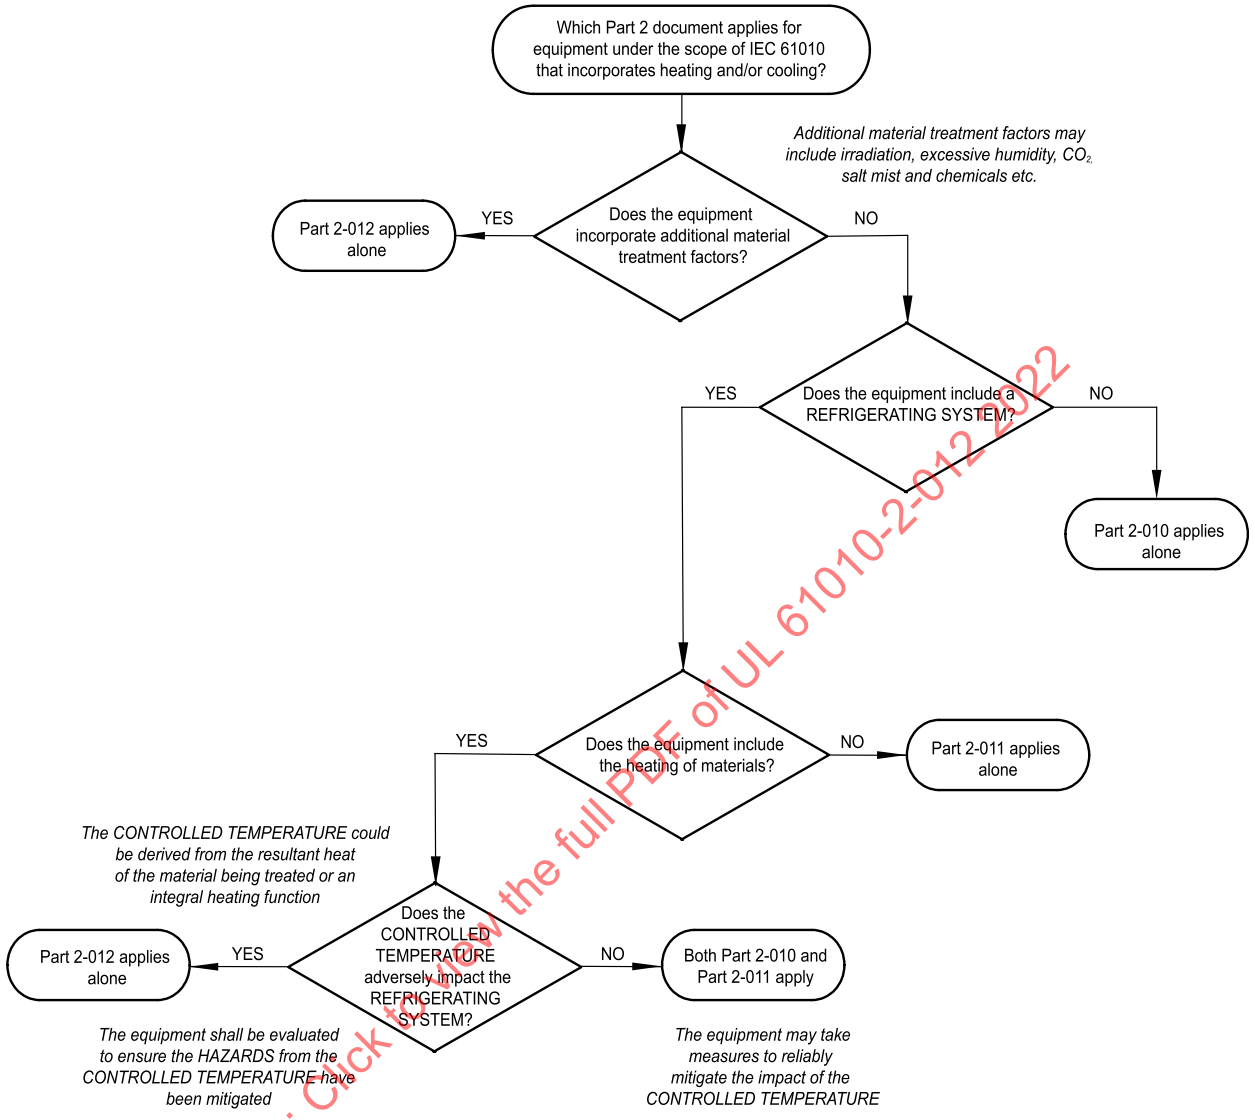 Which Part 2 document applies for
equipment under the scope of IEC 61010
that incorporates heating and/or cooling?
Additional material treatment factors may
include irradiation, excessive humidity, CO2,
salt mist and chemicals etc.
Does the equipment
incorporate additional material
treatment factors?
YES
NO
Part 2-012 applies
alone
Does the equipment include a
REFRIGERATING SYSTEM?
YES
NO
Part 2-010 applies
alone
Does the equipment include
the heating of materials?
YES
NO
Part 2-011 applies
alone
The CONTROLLED TEMPERATURE could
be derived from the resultant heat
of the material being treated or an
integral heating function
Does the
CONTROLLED
TEMPERATURE
adversely impact the
REFRIGERATING
SYSTEM?
YES
NO
Part 2-012 applies
alone
Both Part 2-010 and
Part 2-011 apply
The equipment shall be evaluated
to ensure the HAZARDS from the
CONTROLLED TEMPERATURE have
been mitigated
The equipment may take
measures to reliably
mitigate the impact of the
CONTROLLED TEMPERATURE
: Click to view the full PDF of UL 61010-2-012 2022